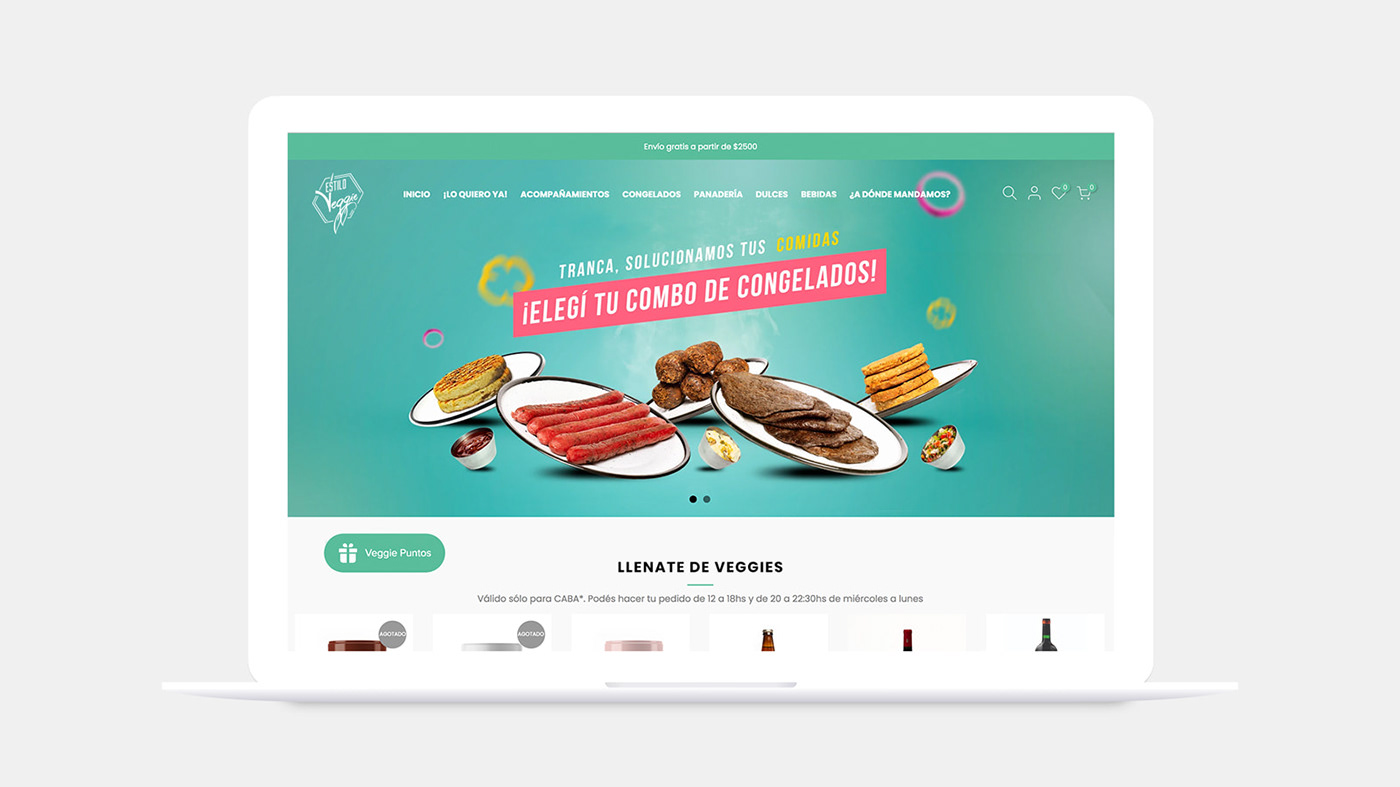 Envío gratis a partir de $2500
ESTILO
Veggie
INICIO ¡LO QUIERO YA! ACOMPAÑAMIENTOS CONGELADOS PANADERÍA DULCES BEBIDAS ¿A DÓNDE MANDAMOS? 0 0
TRANCA, SOLUCIONAMOS TUS COMIDAS
¡ELEGÍ TU COMBO DE CONGELADOS!
Veggie Puntos
LLENATE DE VEGGIES
Válido sólo para CABA*. Podés hacer tu pedido de 12 a 18hs y de 20 a 22:30hs de miércoles a lunes
AGOTADO AGOTADO